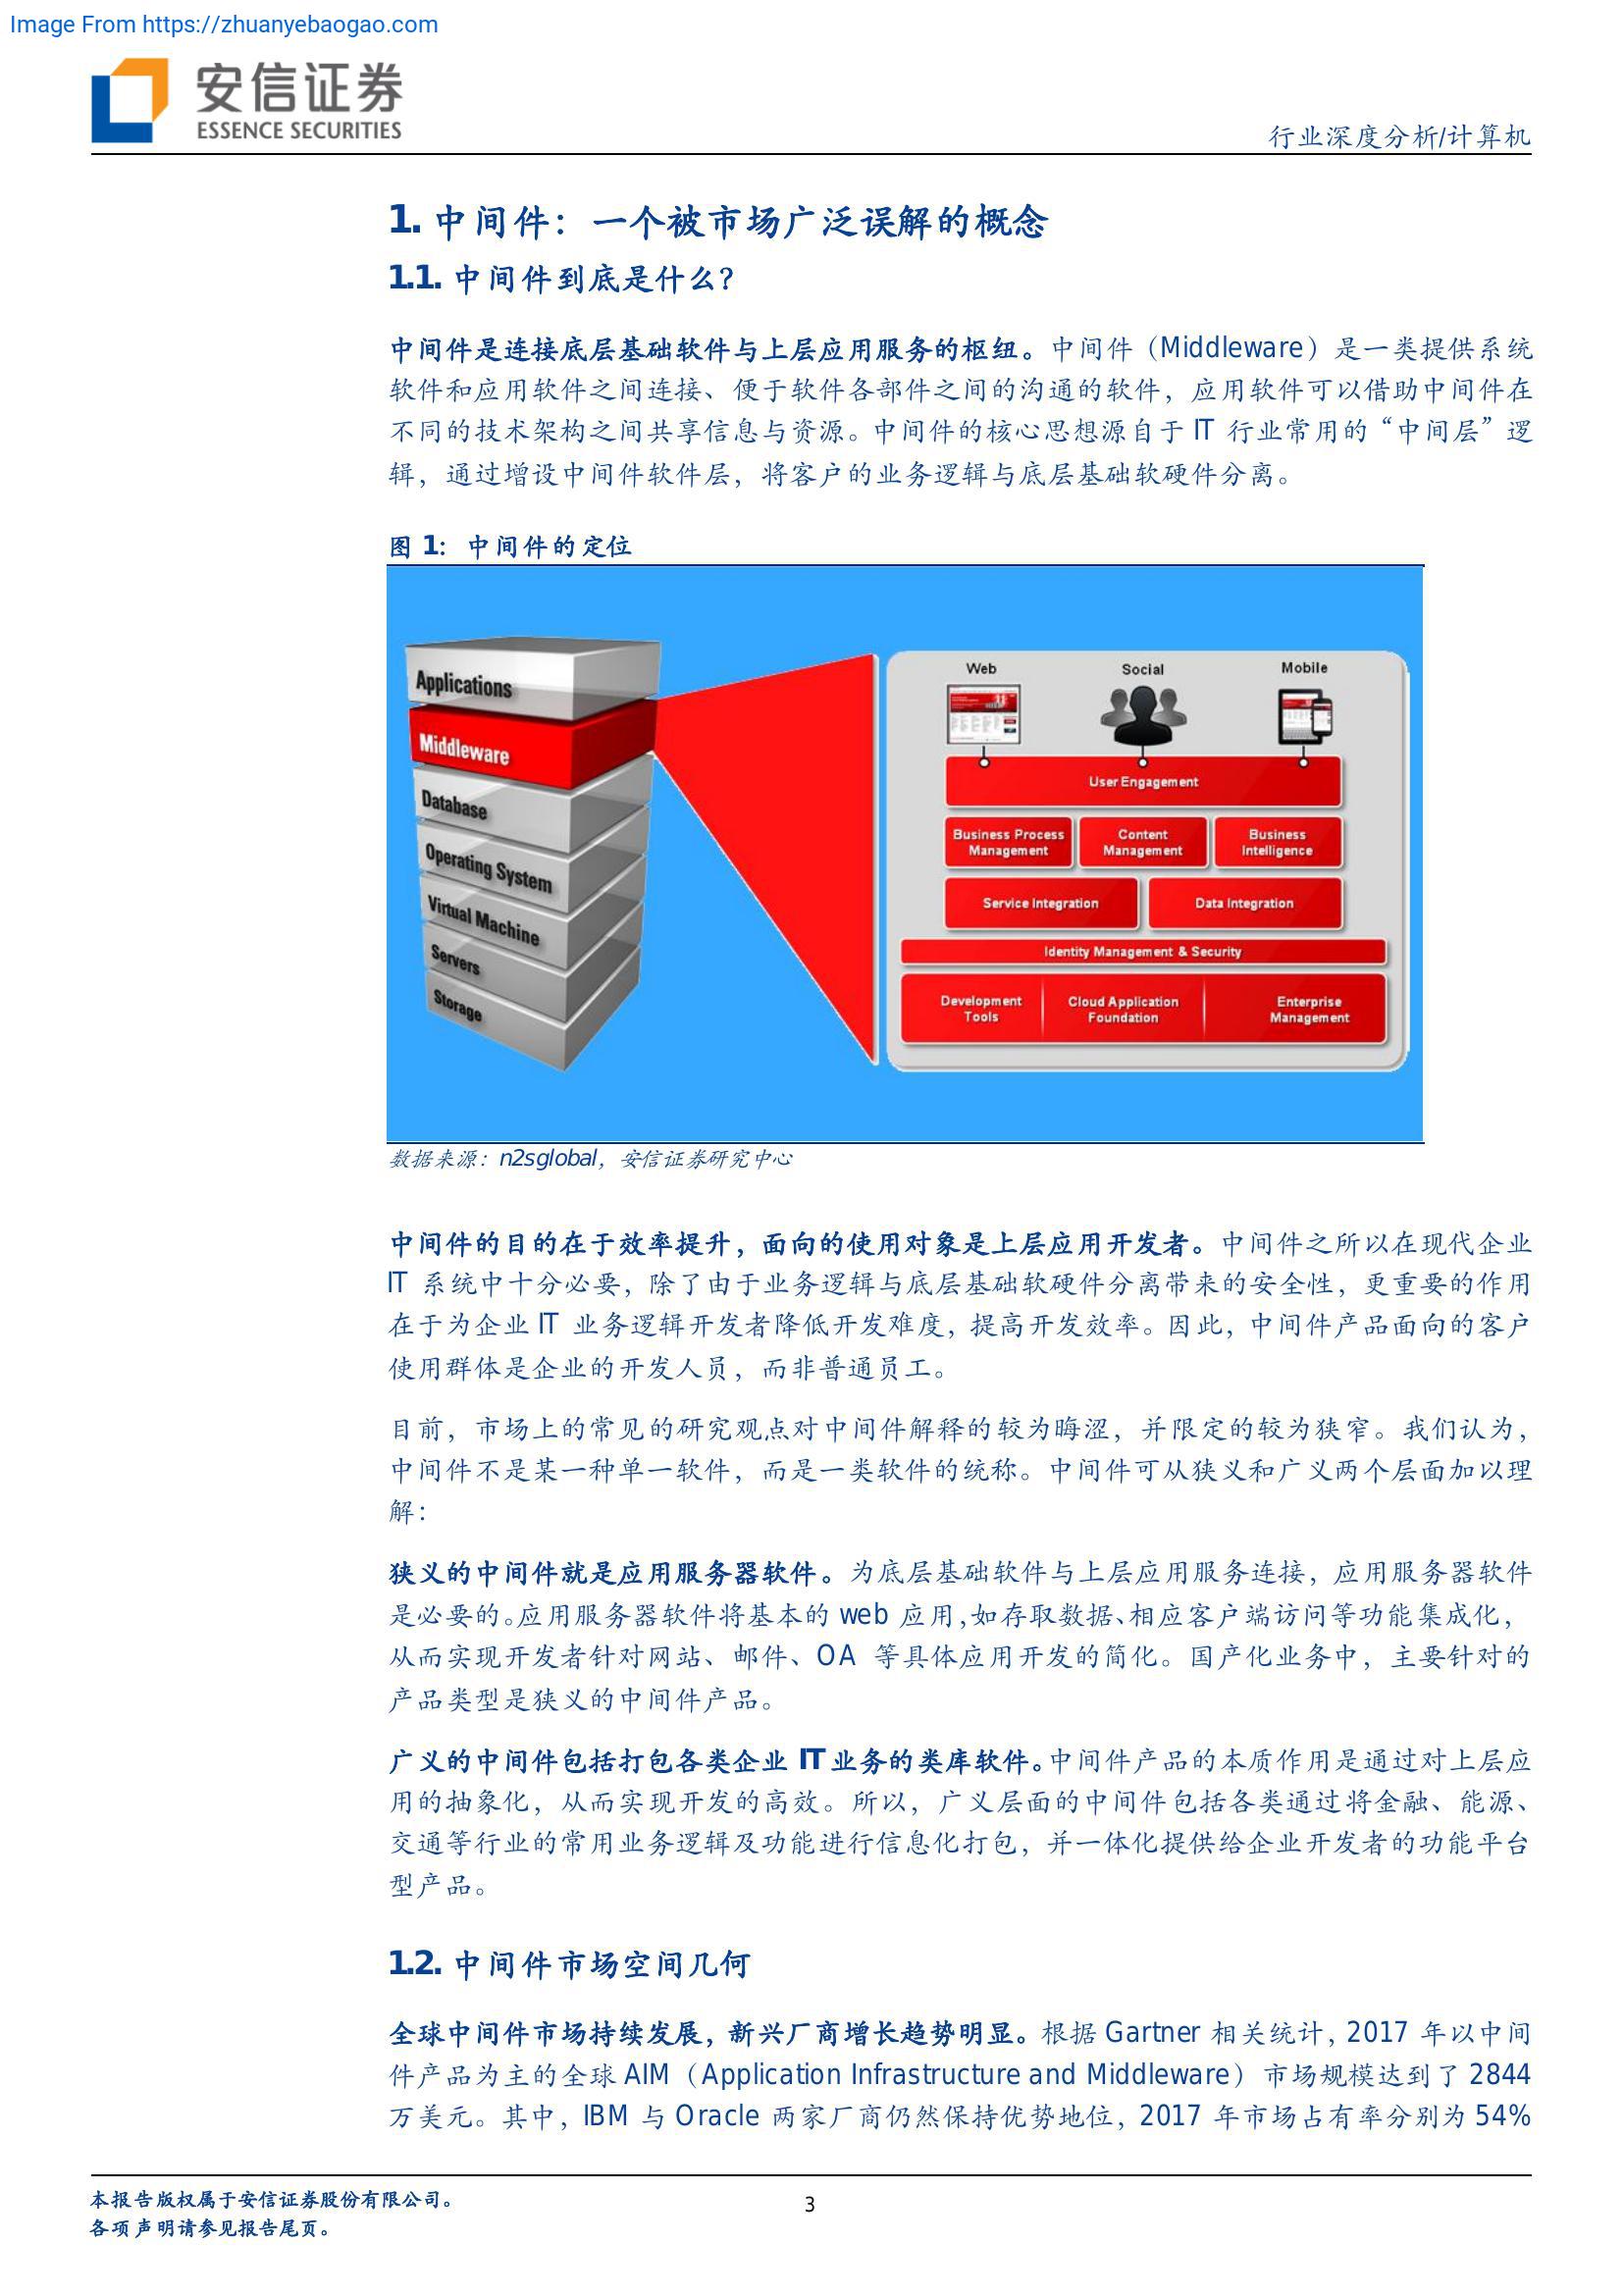 Image From https://zhuanyebaogao.com
安信证券
ESSENCE SECURITIES
行业深度分析/计算机
1. 中间件：一个被市场广泛误解的概念
1.1. 中间件到底是什么？
中间件是连接底层基础软件与上层应用服务的枢纽。中间件（Middleware）是一类提供系统
软件和应用软件之间连接、便于软件各部件之间的沟通的软件，应用软件可以借助中间件在
不同的技术架构之间共享信息与资源。中间件的核心思想源自于 IT 行业常用的“中间层”逻
辑，通过增设中间件软件层，将客户的业务逻辑与底层基础软硬件分离。
图 1：中间件的定位
Applications
Middleware
Database
Operating System
Virtual Machine
Servers
Storage
Web Social Mobile
User Engagement
Business Process Management
Content Management
Business Intelligence
Service Integration
Data Integration
Identity Management & Security
Development Tools
Cloud Application Foundation
Enterprise Management
数据来源：n2sglobal，安信证券研究中心
中间件的目的在于效率提升，面向的使用对象是上层应用开发者。中间件之所以在现代企业
IT 系统中十分必要，除了由于业务逻辑与底层基础软硬件分离带来的安全性，更重要的作用
在于为企业 IT 业务逻辑开发者降低开发难度，提高开发效率。因此，中间件产品面向的客户
使用群体是企业的开发人员，而非普通员工。
目前，市场上的常见的研究观点对中间件解释的较为晦涩，并限定的较为狭窄。我们认为，
中间件不是某一种单一软件，而是一类软件的统称。中间件可从狭义和广义两个层面加以理
解：
狭义的中间件就是应用服务器软件。为底层基础软件与上层应用服务连接，应用服务器软件
是必要的。应用服务器软件将基本的 web 应用，如存取数据、相应客户端访问等功能集成化，
从而实现开发者针对网站、邮件、OA 等具体应用开发的简化。国产化业务中，主要针对的
产品类型是狭义的中间件产品。
广义的中间件包括打包各类企业 IT 业务的类库软件。中间件产品的本质作用是通过对上层应
用的抽象化，从而实现开发的高效。所以，广义层面的中间件包括各类通过将金融、能源、
交通等行业的常用业务逻辑及功能进行信息化打包，并一体化提供给企业开发者的功能平台
型产品。
1.2. 中间件市场空间几何
全球中间件市场持续发展，新兴厂商增长趋势明显。根据 Gartner 相关统计，2017 年以中间
件产品为主的全球 AIM（Application Infrastructure and Middleware）市场规模达到了 2844
万美元。其中，IBM 与 Oracle 两家厂商仍然保持优势地位，2017 年市场占有率分别为 54%
本报告版权属于安信证券股份有限公司。
各项声明请参见报告尾页。
3